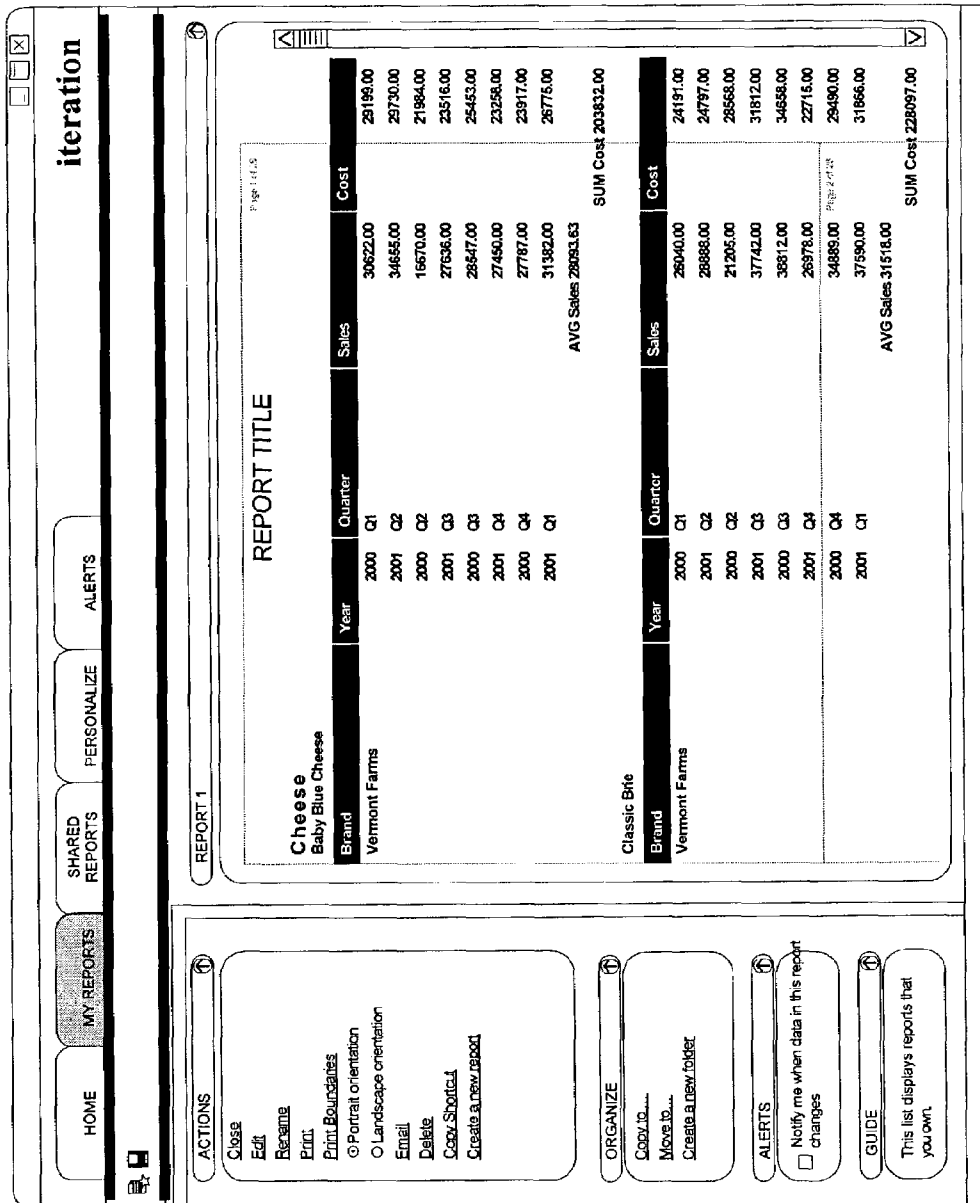 iteration
HOME
MY REPORTS
SHARED
REPORTS
PERSONALIZE
ALERTS
ACTIONS
Close
Edit
Rename
Print
Print Boundaries
Portrait orientation
Landscape orientation
Email
Delete
Copy Shortcut
Create a new report
ORGANIZE
Copy to....
Move to....
Create a new folder
ALERTS
Notify me when data in this report
changes
GUIDE
This list displays reports that
you own.
REPORT 1
REPORT TITLE
Cheese
Baby Blue Cheese
Brand Year Quarter Sales Cost
Vermont Farms
2000 Q1 30622.00 29199.00
2001 Q2 34655.00 29730.00
2000 Q2 16670.00 21984.00
2001 Q3 27636.00 23516.00
2000 Q3 28547.00 25453.00
2001 Q4 27450.00 23258.00
2000 Q4 27787.00 23917.00
2001 Q1 31382.00 26775.00
AVG Sales 28093.63
SUM Cost 203832.00
Classic Brie
Brand Year Quarter Sales Cost
Vermont Farms
2000 Q1 26040.00 24191.00
2001 Q2 28888.00 24797.00
2000 Q2 21205.00 28568.00
2001 Q3 37742.00 31812.00
2000 Q3 38812.00 34658.00
2001 Q4 26978.00 22715.00
2000 Q4 34889.00 Page 2 of 29490.00
2001 Q1 37590.00 31866.00
AVG Sales 31518.00
SUM Cost 228097.00